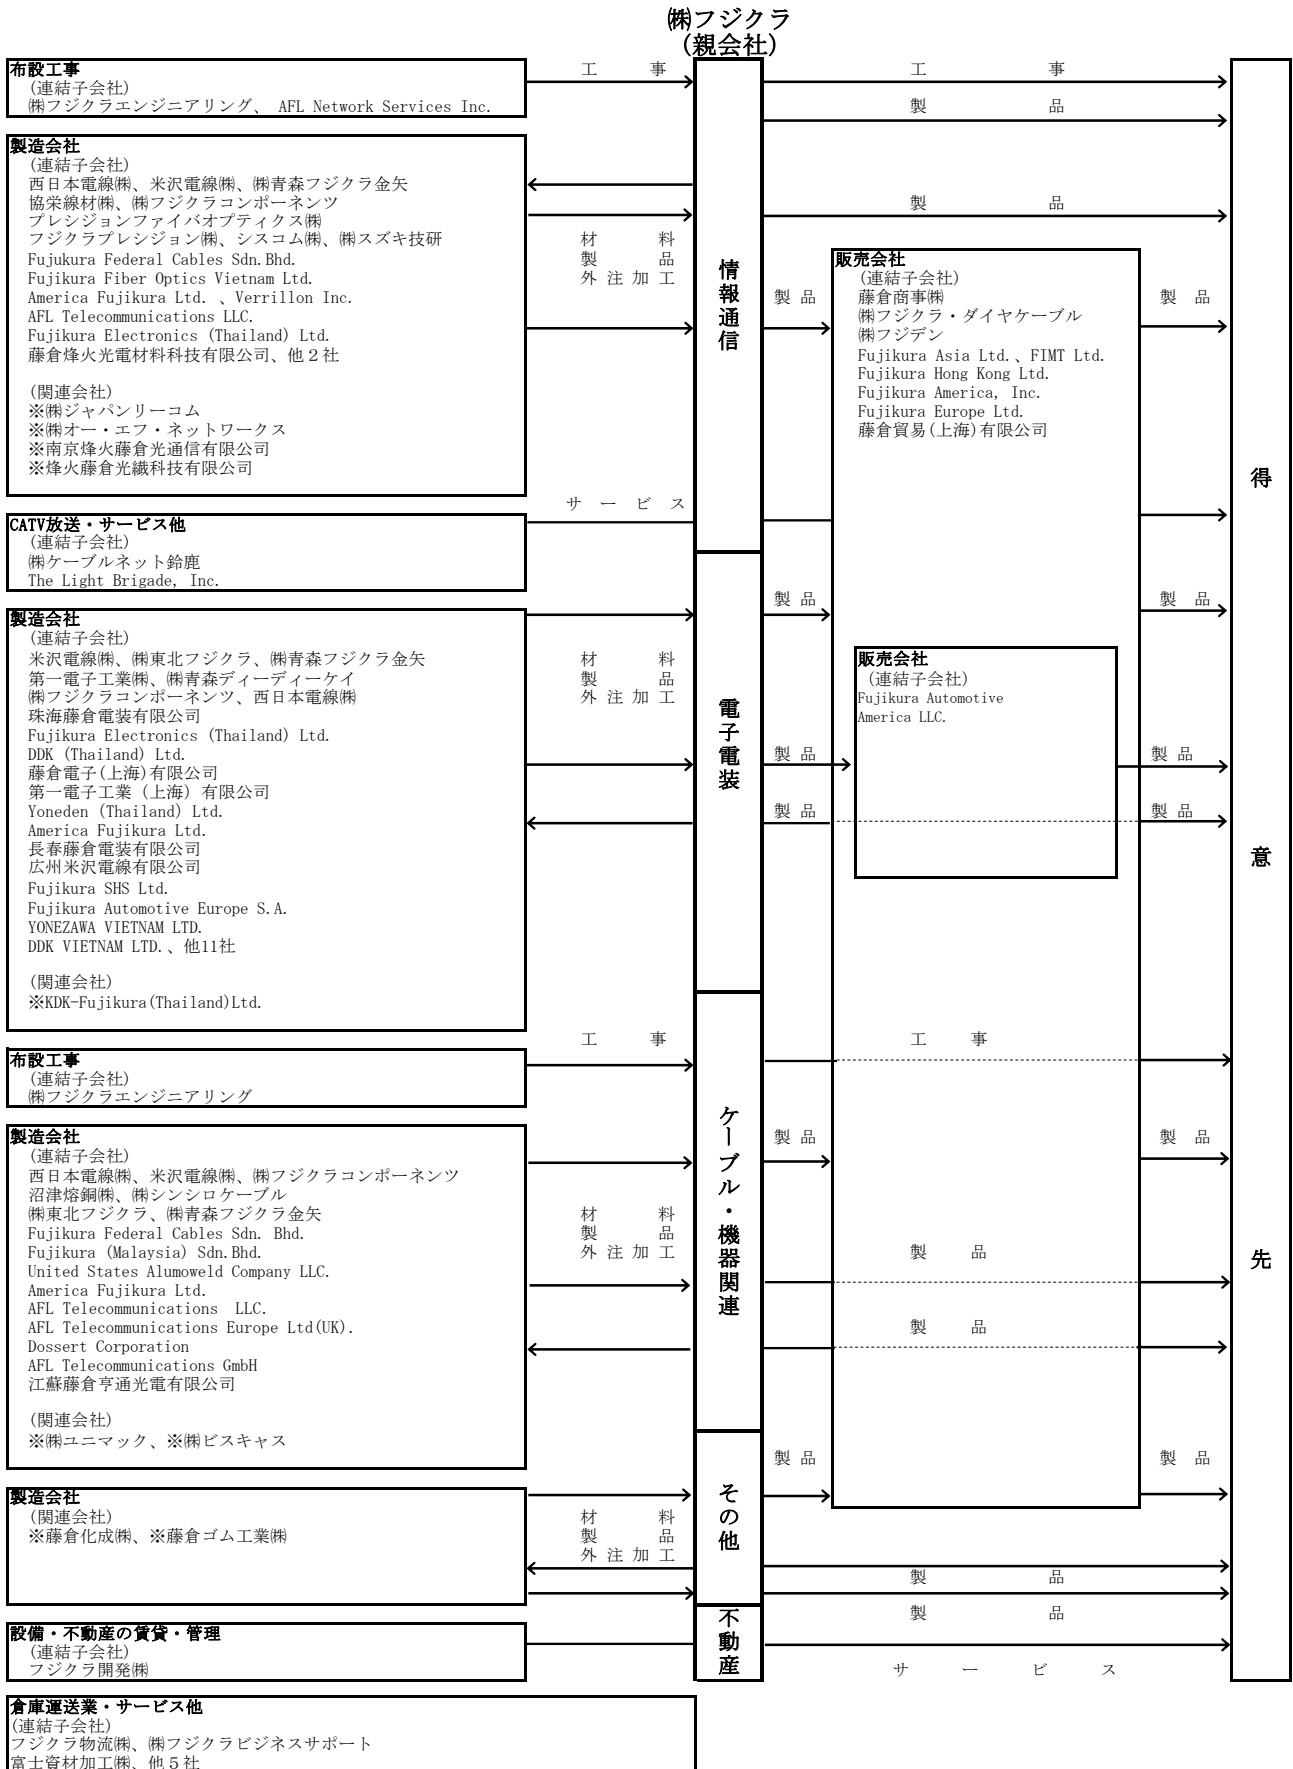 ㈱フジクラ
(親会社)
布設工事
(連結子会社)
㈱フジクラエンジニアリング、 AFL Network Services Inc.
工 事
工 事
製 品
製造会社
(連結子会社)
西日本電線㈱、米沢電線㈱、㈱青森フジクラ金矢
協栄線材㈱、㈱フジクラコンポーネンツ
プレシジョンファイバオプティクス㈱
フジクラプレシジョン㈱、シスコム㈱、㈱スズキ技研
Fujukura Federal Cables Sdn.Bhd.
Fujikura Fiber Optics Vietnam Ltd.
America Fujikura Ltd. 、Verrillon Inc.
AFL Telecommunications LLC.
Fujikura Electronics (Thailand) Ltd.
藤倉烽火光電材料科技有限公司、他２社
(関連会社)
※㈱ジャパンリーコム
※㈱オー・エフ・ネットワークス
※南京烽火藤倉光通信有限公司
※烽火藤倉光繊科技有限公司
材 料
製 品
外 注 加 工
情報通信
製 品
製 品
販売会社
(連結子会社)
藤倉商事㈱
㈱フジクラ・ダイヤケーブル
㈱フジデン
Fujikura Asia Ltd.、FIMT Ltd.
Fujikura Hong Kong Ltd.
Fujikura America, Inc.
Fujikura Europe Ltd.
藤倉貿易(上海)有限公司
製 品
得意先
CATV放送・サービス他
(連結子会社)
㈱ケーブルネット鈴鹿
The Light Brigade, Inc.
サ ー ビ ス
製造会社
(連結子会社)
米沢電線㈱、㈱東北フジクラ、㈱青森フジクラ金矢
第一電子工業㈱、㈱青森ディーディーケイ
㈱フジクラコンポーネンツ、西日本電線㈱
珠海藤倉電装有限公司
Fujikura Electronics (Thailand) Ltd.
DDK (Thailand) Ltd.
藤倉電子(上海)有限公司
第一電子工業（上海）有限公司
Yoneden (Thailand) Ltd.
America Fujikura Ltd.
長春藤倉電装有限公司
広州米沢電線有限公司
Fujikura SHS Ltd.
Fujikura Automotive Europe S.A.
YONEZAWA VIETNAM LTD.
DDK VIETNAM LTD.、他11社
(関連会社)
※KDK-Fujikura(Thailand)Ltd.
材 料
製 品
外 注 加 工
電子電装
製 品
製 品
製 品
製 品
販売会社
(連結子会社)
Fujikura Automotive
America LLC.
製 品
製 品
布設工事
(連結子会社)
㈱フジクラエンジニアリング
工 事
工 事
製造会社
(連結子会社)
西日本電線㈱、米沢電線㈱、㈱フジクラコンポーネンツ
沼津熔銅㈱、㈱シンシロケーブル
㈱東北フジクラ、㈱青森フジクラ金矢
Fujikura Federal Cables Sdn. Bhd.
Fujikura (Malaysia) Sdn.Bhd.
United States Alumoweld Company LLC.
America Fujikura Ltd.
AFL Telecommunications LLC.
AFL Telecommunications Europe Ltd(UK).
Dossert Corporation
AFL Telecommunications GmbH
江蘇藤倉亨通光電有限公司
(関連会社)
※㈱ユニマック、※㈱ビスキャス
材 料
製 品
外 注 加 工
ケーブル・機器関連
製 品
製 品
製 品
製 品
製造会社
(関連会社)
※藤倉化成㈱、※藤倉ゴム工業㈱
材 料
製 品
外 注 加 工
その他
製 品
製 品
製 品
製 品
設備・不動産の賃貸・管理
(連結子会社)
フジクラ開発㈱
不動産
サ ー ビ ス
倉庫運送業・サービス他
(連結子会社)
フジクラ物流㈱、㈱フジクラビジネスサポート
富士資材加工㈱、他５社